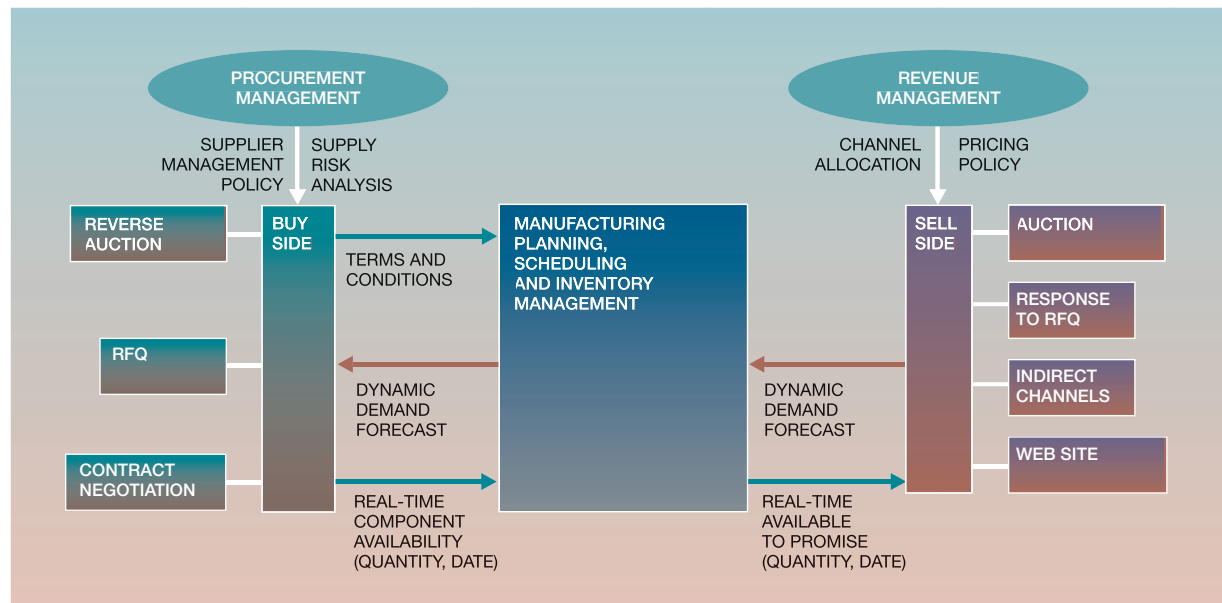 PROCUREMENT
MANAGEMENT
REVENUE
MANAGEMENT
SUPPLIER
MANAGEMENT
POLICY
SUPPLY
RISK
ANALYSIS
CHANNEL
ALLOCATION
PRICING
POLICY
REVERSE
AUCTION
BUY
SIDE
TERMS AND
CONDITIONS
MANUFACTURING
PLANNING,
SCHEDULING
AND INVENTORY
MANAGEMENT
SELL
SIDE
AUCTION
RESPONSE
TO RFQ
RFQ
DYNAMIC
DEMAND
FORECAST
DYNAMIC
DEMAND
FORECAST
INDIRECT
CHANNELS
CONTRACT
NEGOTIATION
WEB SITE
REAL-TIME
COMPONENT
AVAILABILITY
(QUANTITY, DATE)
REAL-TIME
AVAILABLE
TO PROMISE
(QUANTITY, DATE)